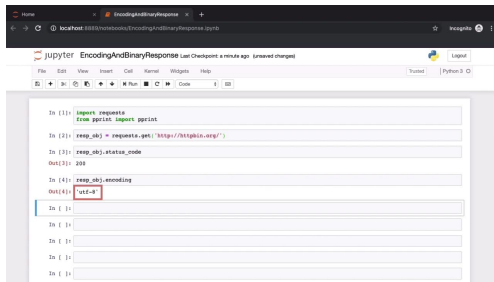 Home
EncodingAndBinaryResponse
localhost:8889/notebooks/EncodingAndBinaryResponse.ipynb
Incognito
jupyter EncodingAndBinaryResponse Last Checkpoint: a minute ago (unsaved changes)
Logout
File Edit View Insert Cell Kernel Widgets Help
Trusted Python 3
Run Code
In [1]: import requests
from pprint import pprint
In [2]: resp_obj = requests.get('http://httpbin.org/')
In [3]: resp_obj.status_code
Out[3]: 200
In [4]: resp_obj.encoding
Out[4]: 'utf-8'
In [ ]:
In [ ]:
In [ ]:
In [ ]:
In [ ]: